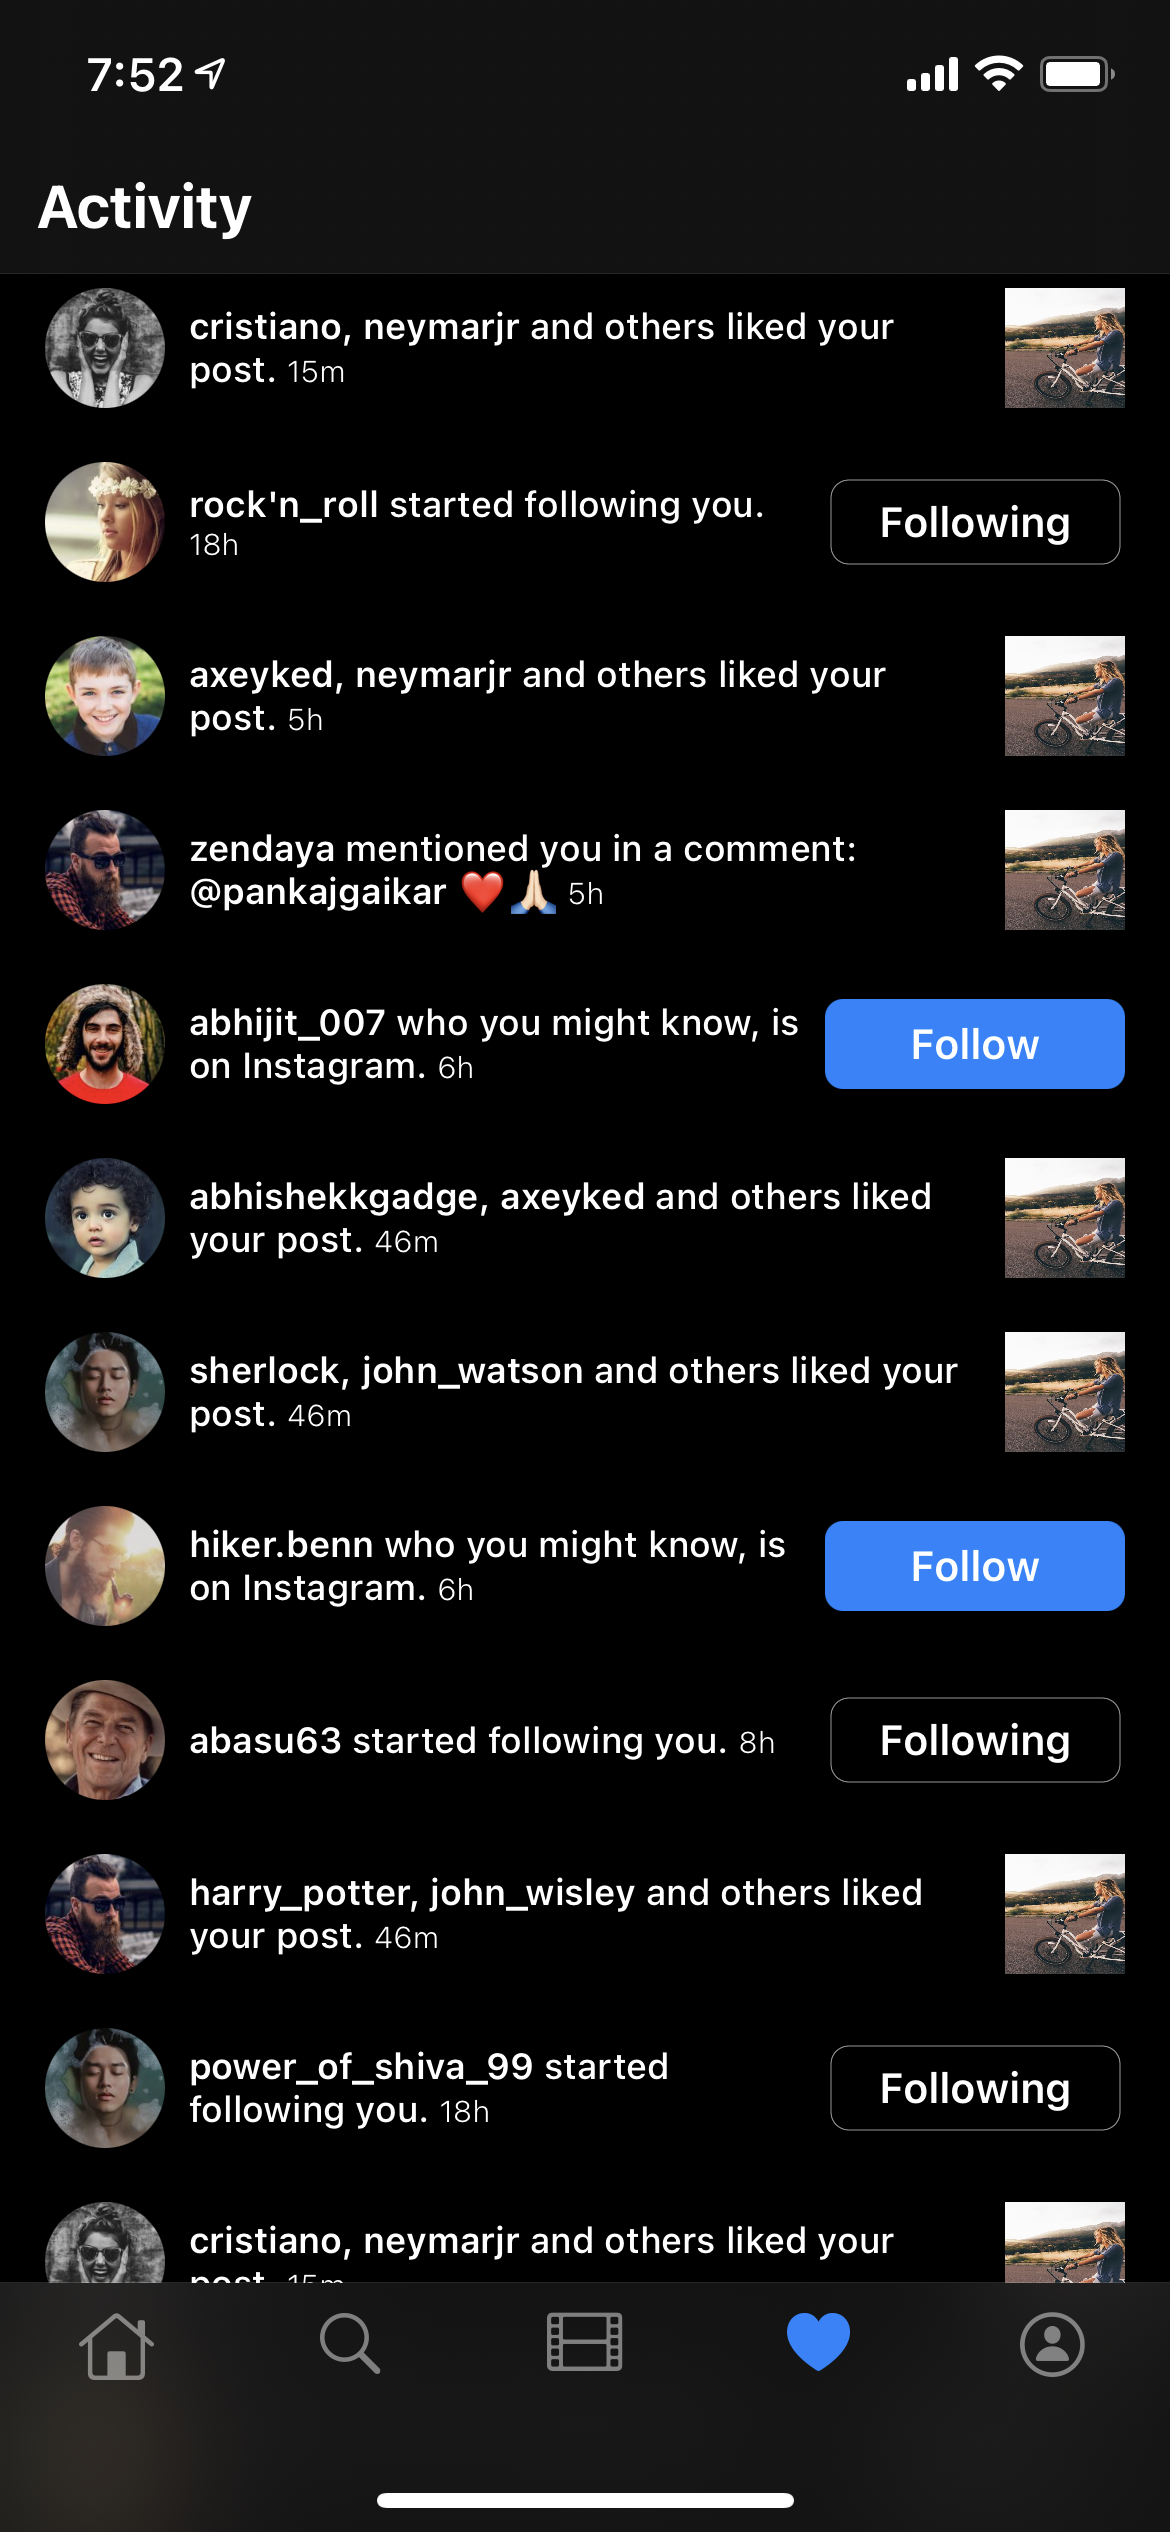 7:52
Activity
cristiano, neymarjr and others liked your
post. 15m
rock'n_roll started following you.
18h
Following
axeyked, neymarjr and others liked your
post. 5h
zendaya mentioned you in a comment:
@pankajgaikar ❤️🙏🏻 5h
abhijit_007 who you might know, is
on Instagram. 6h
Follow
abhishekkgadge, axeyked and others liked
your post. 46m
sherlock, john_watson and others liked your
post. 46m
hiker.benn who you might know, is
on Instagram. 6h
Follow
abasu63 started following you. 8h
Following
harry_potter, john_wisley and others liked
your post. 46m
power_of_shiva_99 started
following you. 18h
Following
cristiano, neymarjr and others liked your
post. 15m